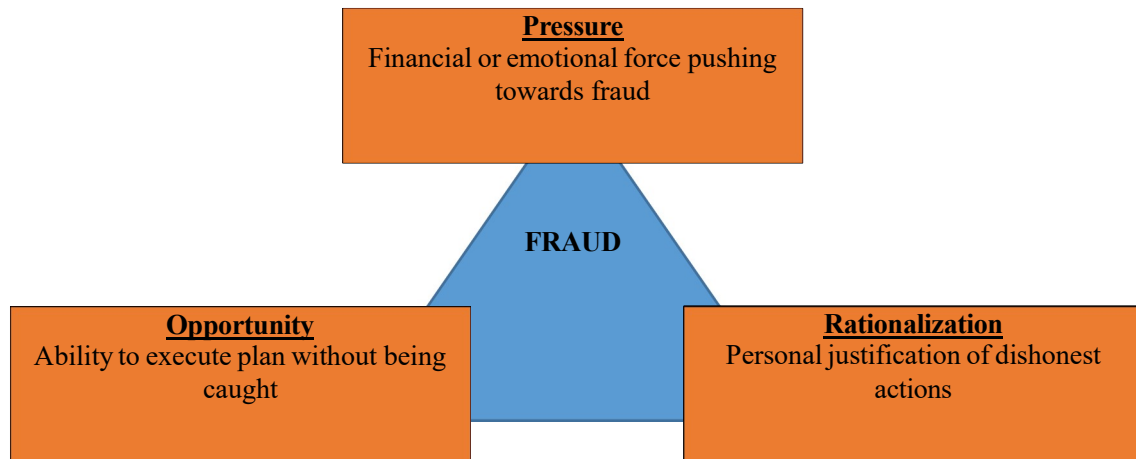 Pressure
Financial or emotional force pushing
towards fraud
FRAUD
Opportunity
Ability to execute plan without being
caught
Rationalization
Personal justification of dishonest
actions